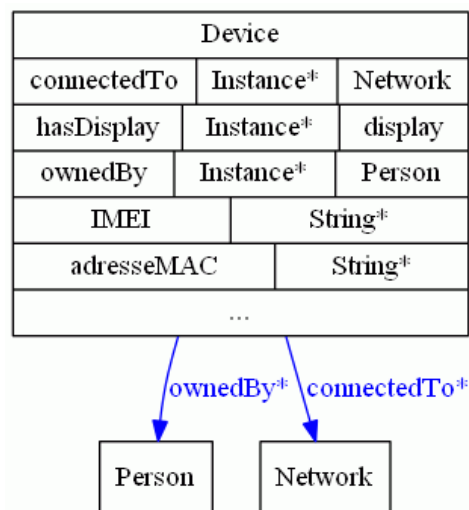 Device
connectedTo Instance* Network
hasDisplay Instance* display
ownedBy Instance* Person
IMEI String*
adresseMAC String*
...
ownedBy* connectedTo*
Person Network